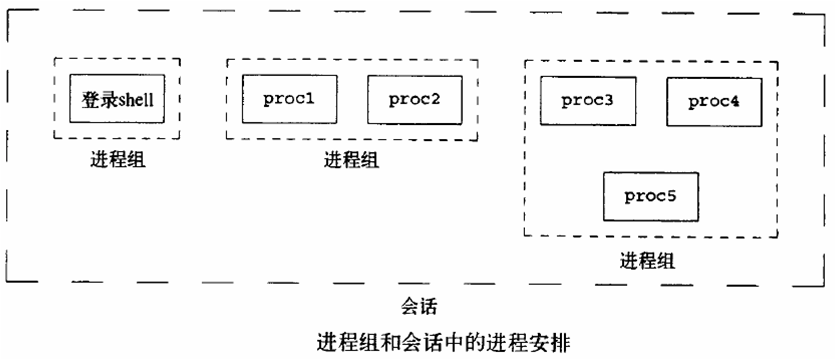 登录shell
proc1
proc2
proc3
proc4
进程组
进程组
proc5
进程组
会话
进程组和会话中的进程安排